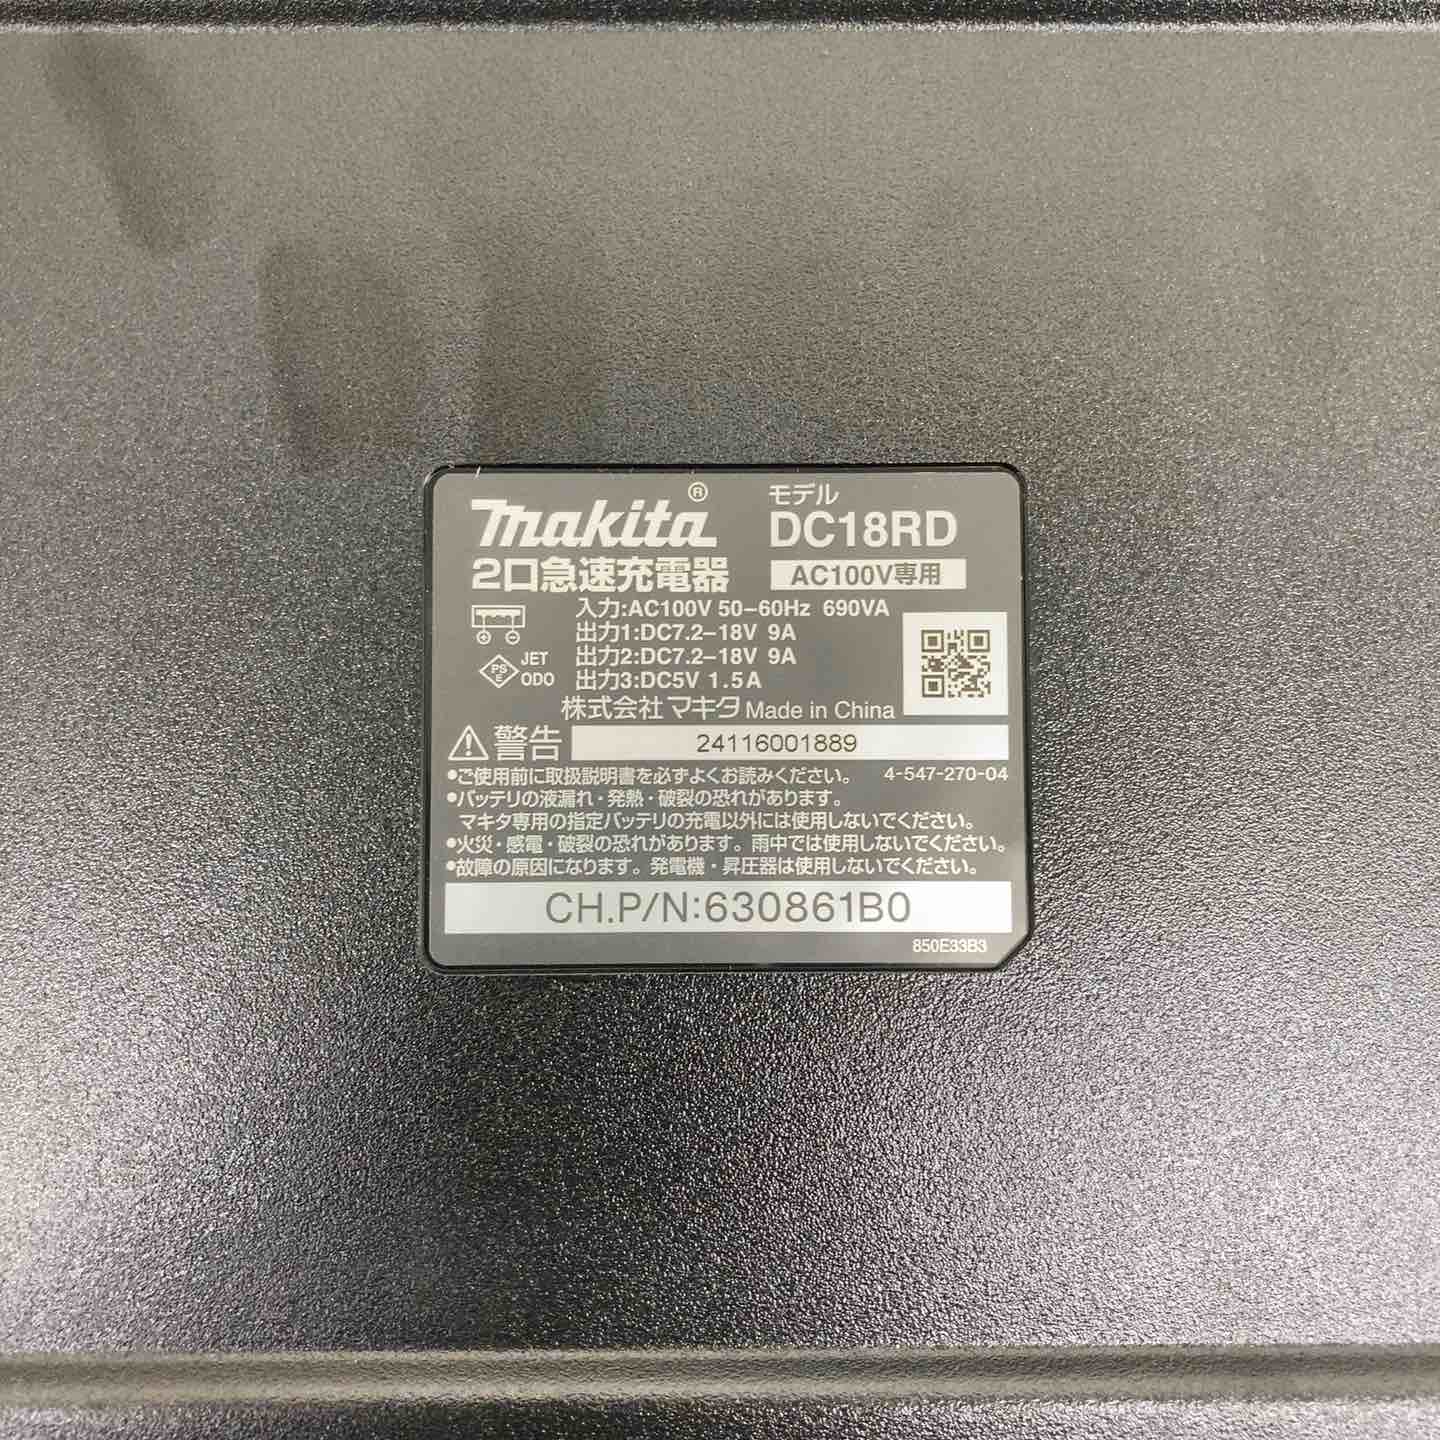 makita®
モデル
DC18RD
2口急速充電器
AC100V専用
入力:AC100V 50−60Hz 690VA
出力1:DC7.2−18V 9A
出力2:DC7.2−18V 9A
出力3:DC5V 1.5A
PS
E
JET
ODO
株式会社 マキタ Made in China
警告
24116001889
●ご使用前に取扱説明書を必ずよくお読みください。 4-547-270-04
●バッテリの液漏れ・発熱・破裂の恐れがあります。
マキタ専用の指定バッテリの充電以外には使用しないでください。
●火災・感電・破裂の恐れがあります。雨中では使用しないでください。
●故障の原因になります。発電機・昇圧器は使用しないでください。
CH.P/N:630861B0
850E33B3